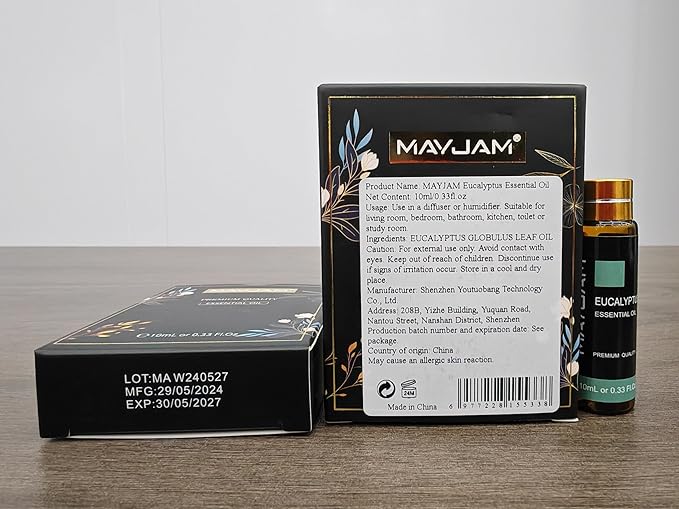 MAYJAM®
Product Name: MAYJAM Eucalyptus Essential Oil
Net Content: 10ml/0.33fl.oz
Usage: Use in a diffuser or humidifier. Suitable for
living room, bedroom, bathroom, kitchen, toilet or
study room.
Ingredients: EUCALYPTUS GLOBULUS LEAF OIL
Caution: For external use only. Avoid contact with
eyes. Keep out of reach of children. Discontinue use
if signs of irritation occur. Store in a cool and dry
place.
Manufacturer: Shenzhen Youtuobang Technology
Co., Ltd
Address: 208B, Yizhe Building, Yuquan Road,
Nantou Street, Nanshan District, Shenzhen
Production batch number and expiration date: See
package.
Country of origin: China
May cause an allergic skin reaction.
24M
Made in China
6 977228 155338
PREMIUM QUALITY
ESSENTIAL OIL
10mL or 0.33 Fl.Oz
LOT:MA W240527
MFG:29/05/2024
EXP:30/05/2027
MAYJAM
EUCALYPTUS
ESSENTIAL OIL
PREMIUM QUALITY
10mL or 0.33 Fl.O